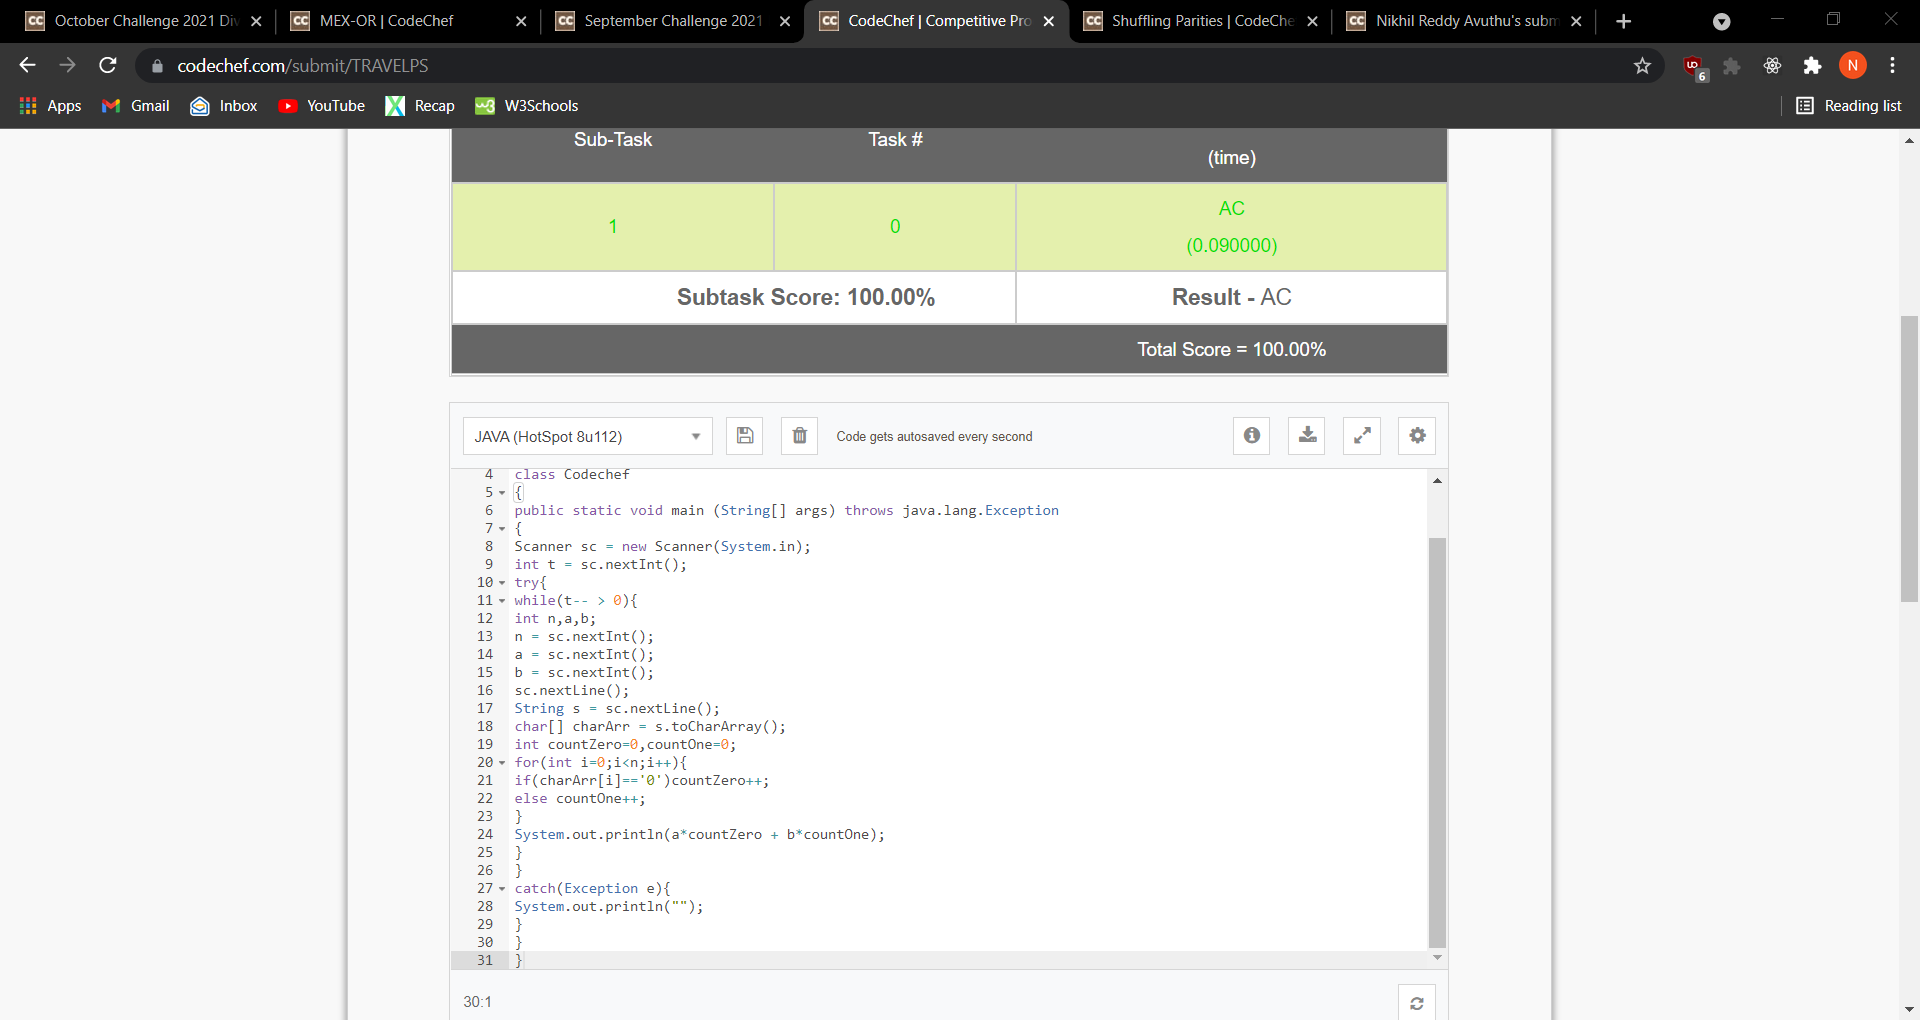 October Challenge 2021 Div
MEX-OR | CodeChef
September Challenge 2021
CodeChef | Competitive Pro
Shuffling Parities | CodeChe
Nikhil Reddy Avuthu's subm
codechef.com/submit/TRAVELPS
6
N
Apps
Gmail
Inbox
YouTube
Recap
W3Schools
Reading list
Sub-Task
Task #
(time)
1
0
AC
(0.090000)
Subtask Score: 100.00%
Result - AC
Total Score = 100.00%
JAVA (HotSpot 8u112)
Code gets autosaved every second
4 class Codechef
5 {
6 public static void main (String[] args) throws java.lang.Exception
7 {
8 Scanner sc = new Scanner(System.in);
9 int t = sc.nextInt();
10 try{
11 while(t-- > 0){
12 int n,a,b;
13 n = sc.nextInt();
14 a = sc.nextInt();
15 b = sc.nextInt();
16 sc.nextLine();
17 String s = sc.nextLine();
18 char[] charArr = s.toCharArray();
19 int countZero=0,countOne=0;
20 for(int i=0;i<n;i++){
21 if(charArr[i]=='0')countZero++;
22 else countOne++;
23 }
24 System.out.println(a*countZero + b*countOne);
25 }
26 }
27 catch(Exception e){
28 System.out.println("");
29 }
30 }
31 }
30:1